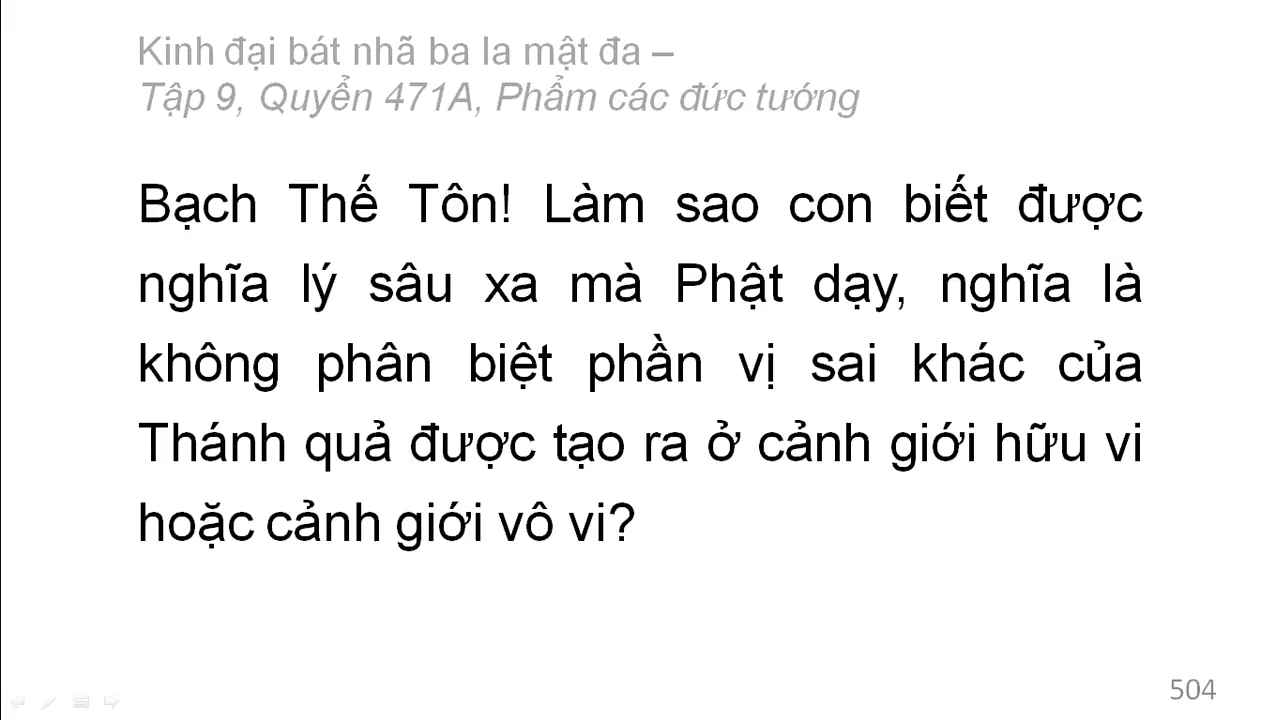 Kinh đại bát nhã ba la mật đa –
Tập 9, Quyển 471A, Phẩm các đức tướng
Bạch Thế Tôn! Làm sao con biết được
nghĩa lý sâu xa mà Phật dạy, nghĩa là
không phân biệt phần vị sai khác của
Thánh quả được tạo ra ở cảnh giới hữu vi
hoặc cảnh giới vô vi?
504